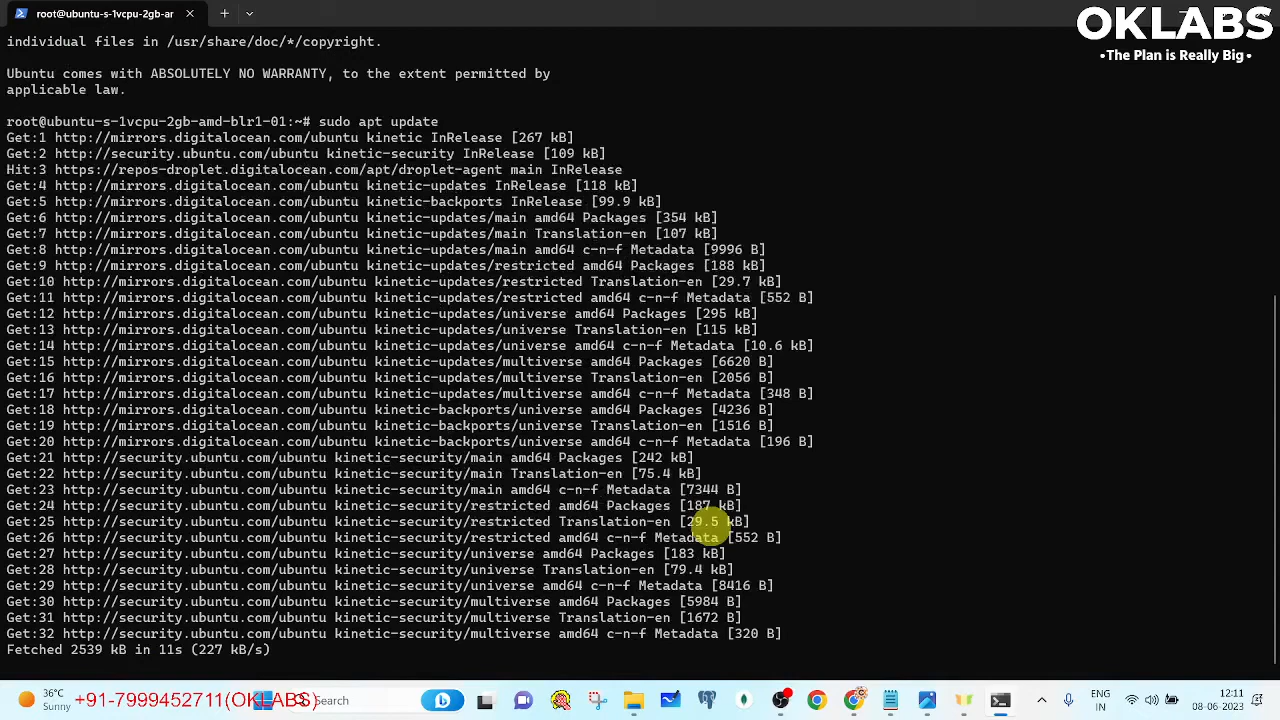 root@ubuntu-s-1vcpu-2gb-ar
OKLABS
•The Plan is Really Big•
individual files in /usr/share/doc/*/copyright.
Ubuntu comes with ABSOLUTELY NO WARRANTY, to the extent permitted by
applicable law.
root@ubuntu-s-1vcpu-2gb-amd-blr1-01:~# sudo apt update
Get:1 http://mirrors.digitalocean.com/ubuntu kinetic InRelease [267 kB]
Get:2 http://security.ubuntu.com/ubuntu kinetic-security InRelease [109 kB]
Hit:3 https://repos-droplet.digitalocean.com/apt/droplet-agent main InRelease
Get:4 http://mirrors.digitalocean.com/ubuntu kinetic-updates InRelease [118 kB]
Get:5 http://mirrors.digitalocean.com/ubuntu kinetic-backports InRelease [99.9 kB]
Get:6 http://mirrors.digitalocean.com/ubuntu kinetic-updates/main amd64 Packages [354 kB]
Get:7 http://mirrors.digitalocean.com/ubuntu kinetic-updates/main Translation-en [107 kB]
Get:8 http://mirrors.digitalocean.com/ubuntu kinetic-updates/main amd64 c-n-f Metadata [9996 B]
Get:9 http://mirrors.digitalocean.com/ubuntu kinetic-updates/restricted amd64 Packages [188 kB]
Get:10 http://mirrors.digitalocean.com/ubuntu kinetic-updates/restricted Translation-en [29.7 kB]
Get:11 http://mirrors.digitalocean.com/ubuntu kinetic-updates/restricted amd64 c-n-f Metadata [552 B]
Get:12 http://mirrors.digitalocean.com/ubuntu kinetic-updates/universe amd64 Packages [295 kB]
Get:13 http://mirrors.digitalocean.com/ubuntu kinetic-updates/universe Translation-en [115 kB]
Get:14 http://mirrors.digitalocean.com/ubuntu kinetic-updates/universe amd64 c-n-f Metadata [10.6 kB]
Get:15 http://mirrors.digitalocean.com/ubuntu kinetic-updates/multiverse amd64 Packages [6620 B]
Get:16 http://mirrors.digitalocean.com/ubuntu kinetic-updates/multiverse Translation-en [2056 B]
Get:17 http://mirrors.digitalocean.com/ubuntu kinetic-updates/multiverse amd64 c-n-f Metadata [348 B]
Get:18 http://mirrors.digitalocean.com/ubuntu kinetic-backports/universe amd64 Packages [4236 B]
Get:19 http://mirrors.digitalocean.com/ubuntu kinetic-backports/universe Translation-en [1516 B]
Get:20 http://mirrors.digitalocean.com/ubuntu kinetic-backports/universe amd64 c-n-f Metadata [196 B]
Get:21 http://security.ubuntu.com/ubuntu kinetic-security/main amd64 Packages [242 kB]
Get:22 http://security.ubuntu.com/ubuntu kinetic-security/main Translation-en [75.4 kB]
Get:23 http://security.ubuntu.com/ubuntu kinetic-security/main amd64 c-n-f Metadata [7344 B]
Get:24 http://security.ubuntu.com/ubuntu kinetic-security/restricted amd64 Packages [187 kB]
Get:25 http://security.ubuntu.com/ubuntu kinetic-security/restricted Translation-en [29.5 kB]
Get:26 http://security.ubuntu.com/ubuntu kinetic-security/restricted amd64 c-n-f Metadata [552 B]
Get:27 http://security.ubuntu.com/ubuntu kinetic-security/universe amd64 Packages [183 kB]
Get:28 http://security.ubuntu.com/ubuntu kinetic-security/universe Translation-en [79.4 kB]
Get:29 http://security.ubuntu.com/ubuntu kinetic-security/universe amd64 c-n-f Metadata [8416 B]
Get:30 http://security.ubuntu.com/ubuntu kinetic-security/multiverse amd64 Packages [5984 B]
Get:31 http://security.ubuntu.com/ubuntu kinetic-security/multiverse Translation-en [1672 B]
Get:32 http://security.ubuntu.com/ubuntu kinetic-security/multiverse amd64 c-n-f Metadata [320 B]
Fetched 2539 kB in 11s (227 kB/s)
36°C
Sunny
+91-7999452711(OKLABS)
Search
ENG
IN
12:11
08-06-2023